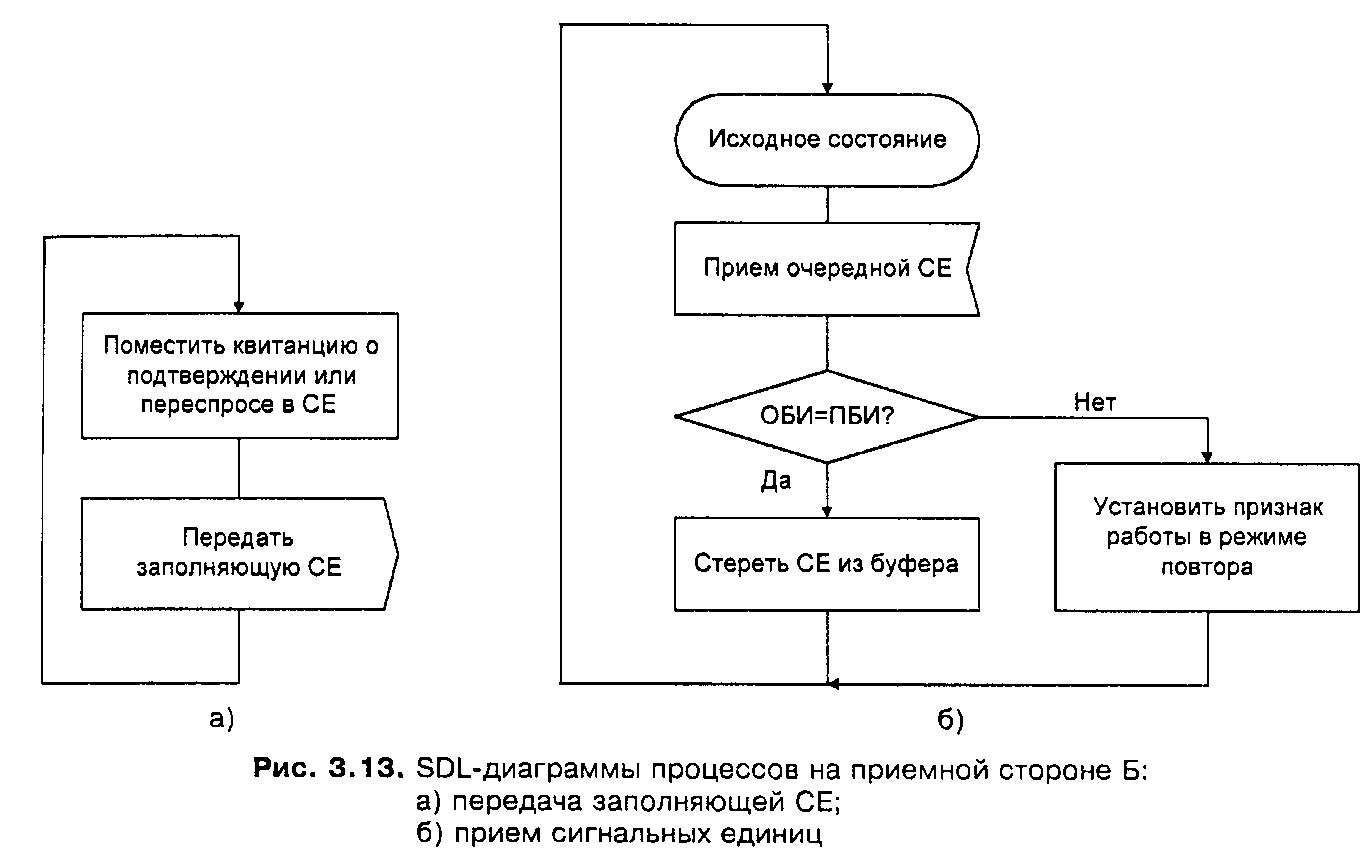 Поместить квитанцию о
подтверждении или
переспросе в СЕ
Передать
заполняющую СЕ
а)
Исходное состояние
Прием очередной СЕ
ОБИ=ПБИ?
Нет
Да
Стереть СЕ из буфера
Установить признак
работы в режиме
повтора
б)
Рис. 3.13. SDL-диаграммы процессов на приемной стороне Б:
а) передача заполняющей СЕ;
б) прием сигнальных единиц